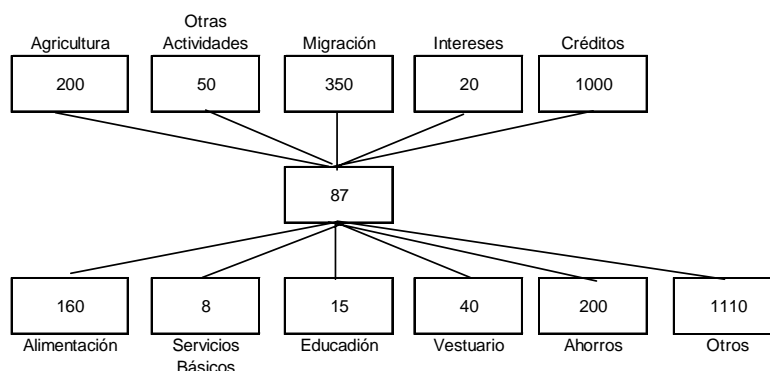 Otras
Agricultura Actividades Migración Intereses Créditos
200 50 350 20 1000
87
160 8 15 40 200 1110
Alimentación Servicios Educadión Vestuario Ahorros Otros
Básicos